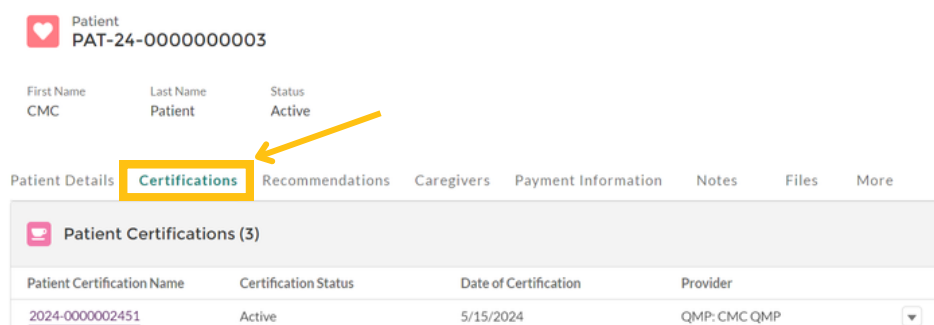 Patient
PAT-24-0000000003
First Name Last Name Status
CMC Patient Active
Patient Details Certifications Recommendations Caregivers Payment Information Notes Files More
Patient Certifications (3)
Patient Certification Name Certification Status Date of Certification Provider
2024-0000002451 Active 5/15/2024 QMP: CMC QMP